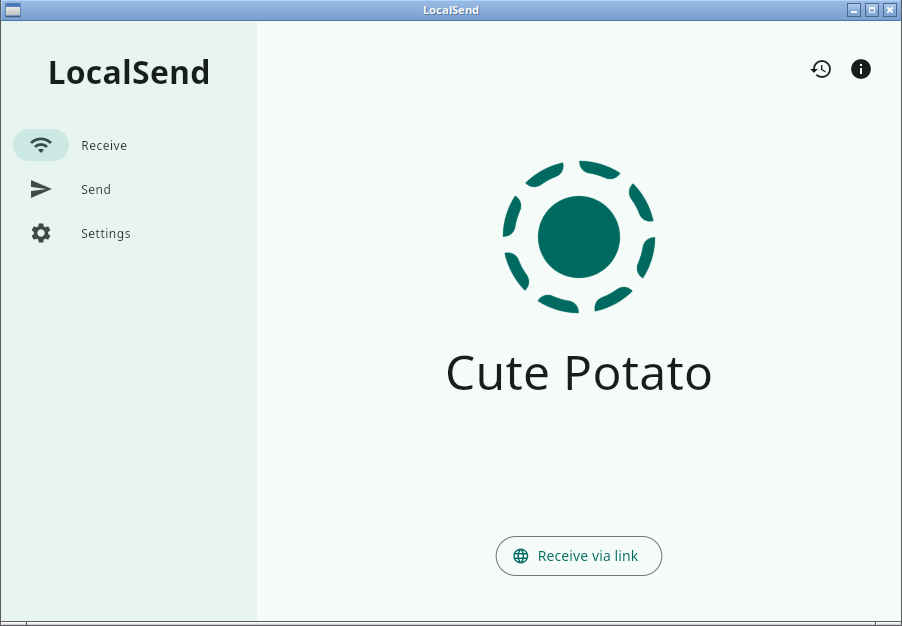 LocalSend
LocalSend
Receive
Send
Settings
Cute Potato
Receive via link